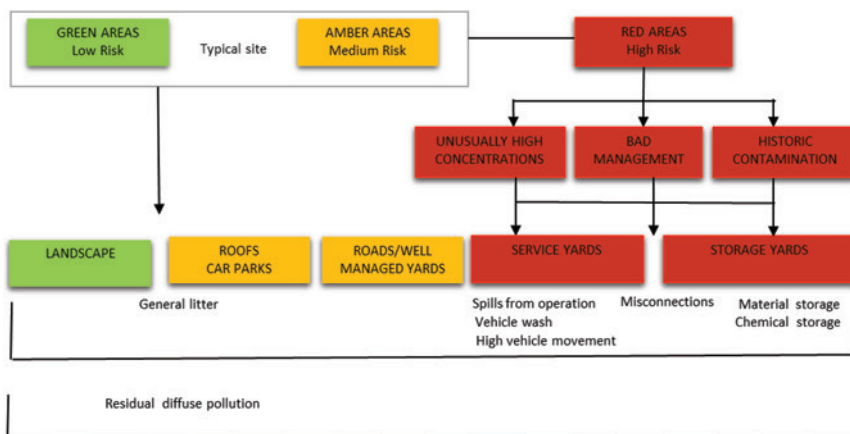 GREEN AREAS
Low Risk
Typical site
AMBER AREAS
Medium Risk
RED AREAS
High Risk
UNUSUALLY HIGH
CONCENTRATIONS
BAD
MANAGEMENT
HISTORIC
CONTAMINATION
LANDSCAPE
ROOFS
CAR PARKS
ROADS/WELL
MANAGED YARDS
SERVICE YARDS
STORAGE YARDS
General litter
Spills from operation
Vehicle wash
High vehicle movement
Misconnections
Material storage
Chemical storage
Residual diffuse pollution